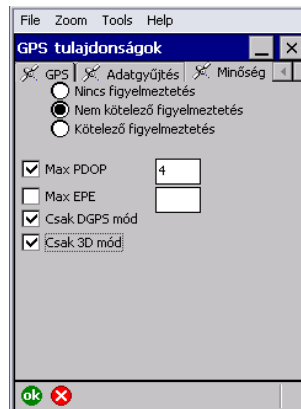 File Zoom Tools Help
GPS tulajdonságok
GPS Adatgyűjtés Minőség
Nincs figyelmeztetés
Nem kötelező figyelmeztetés
Kötelező figyelmeztetés
Max PDOP 4
Max EPE
Csak DGPS mód
Csak 3D mód
ok